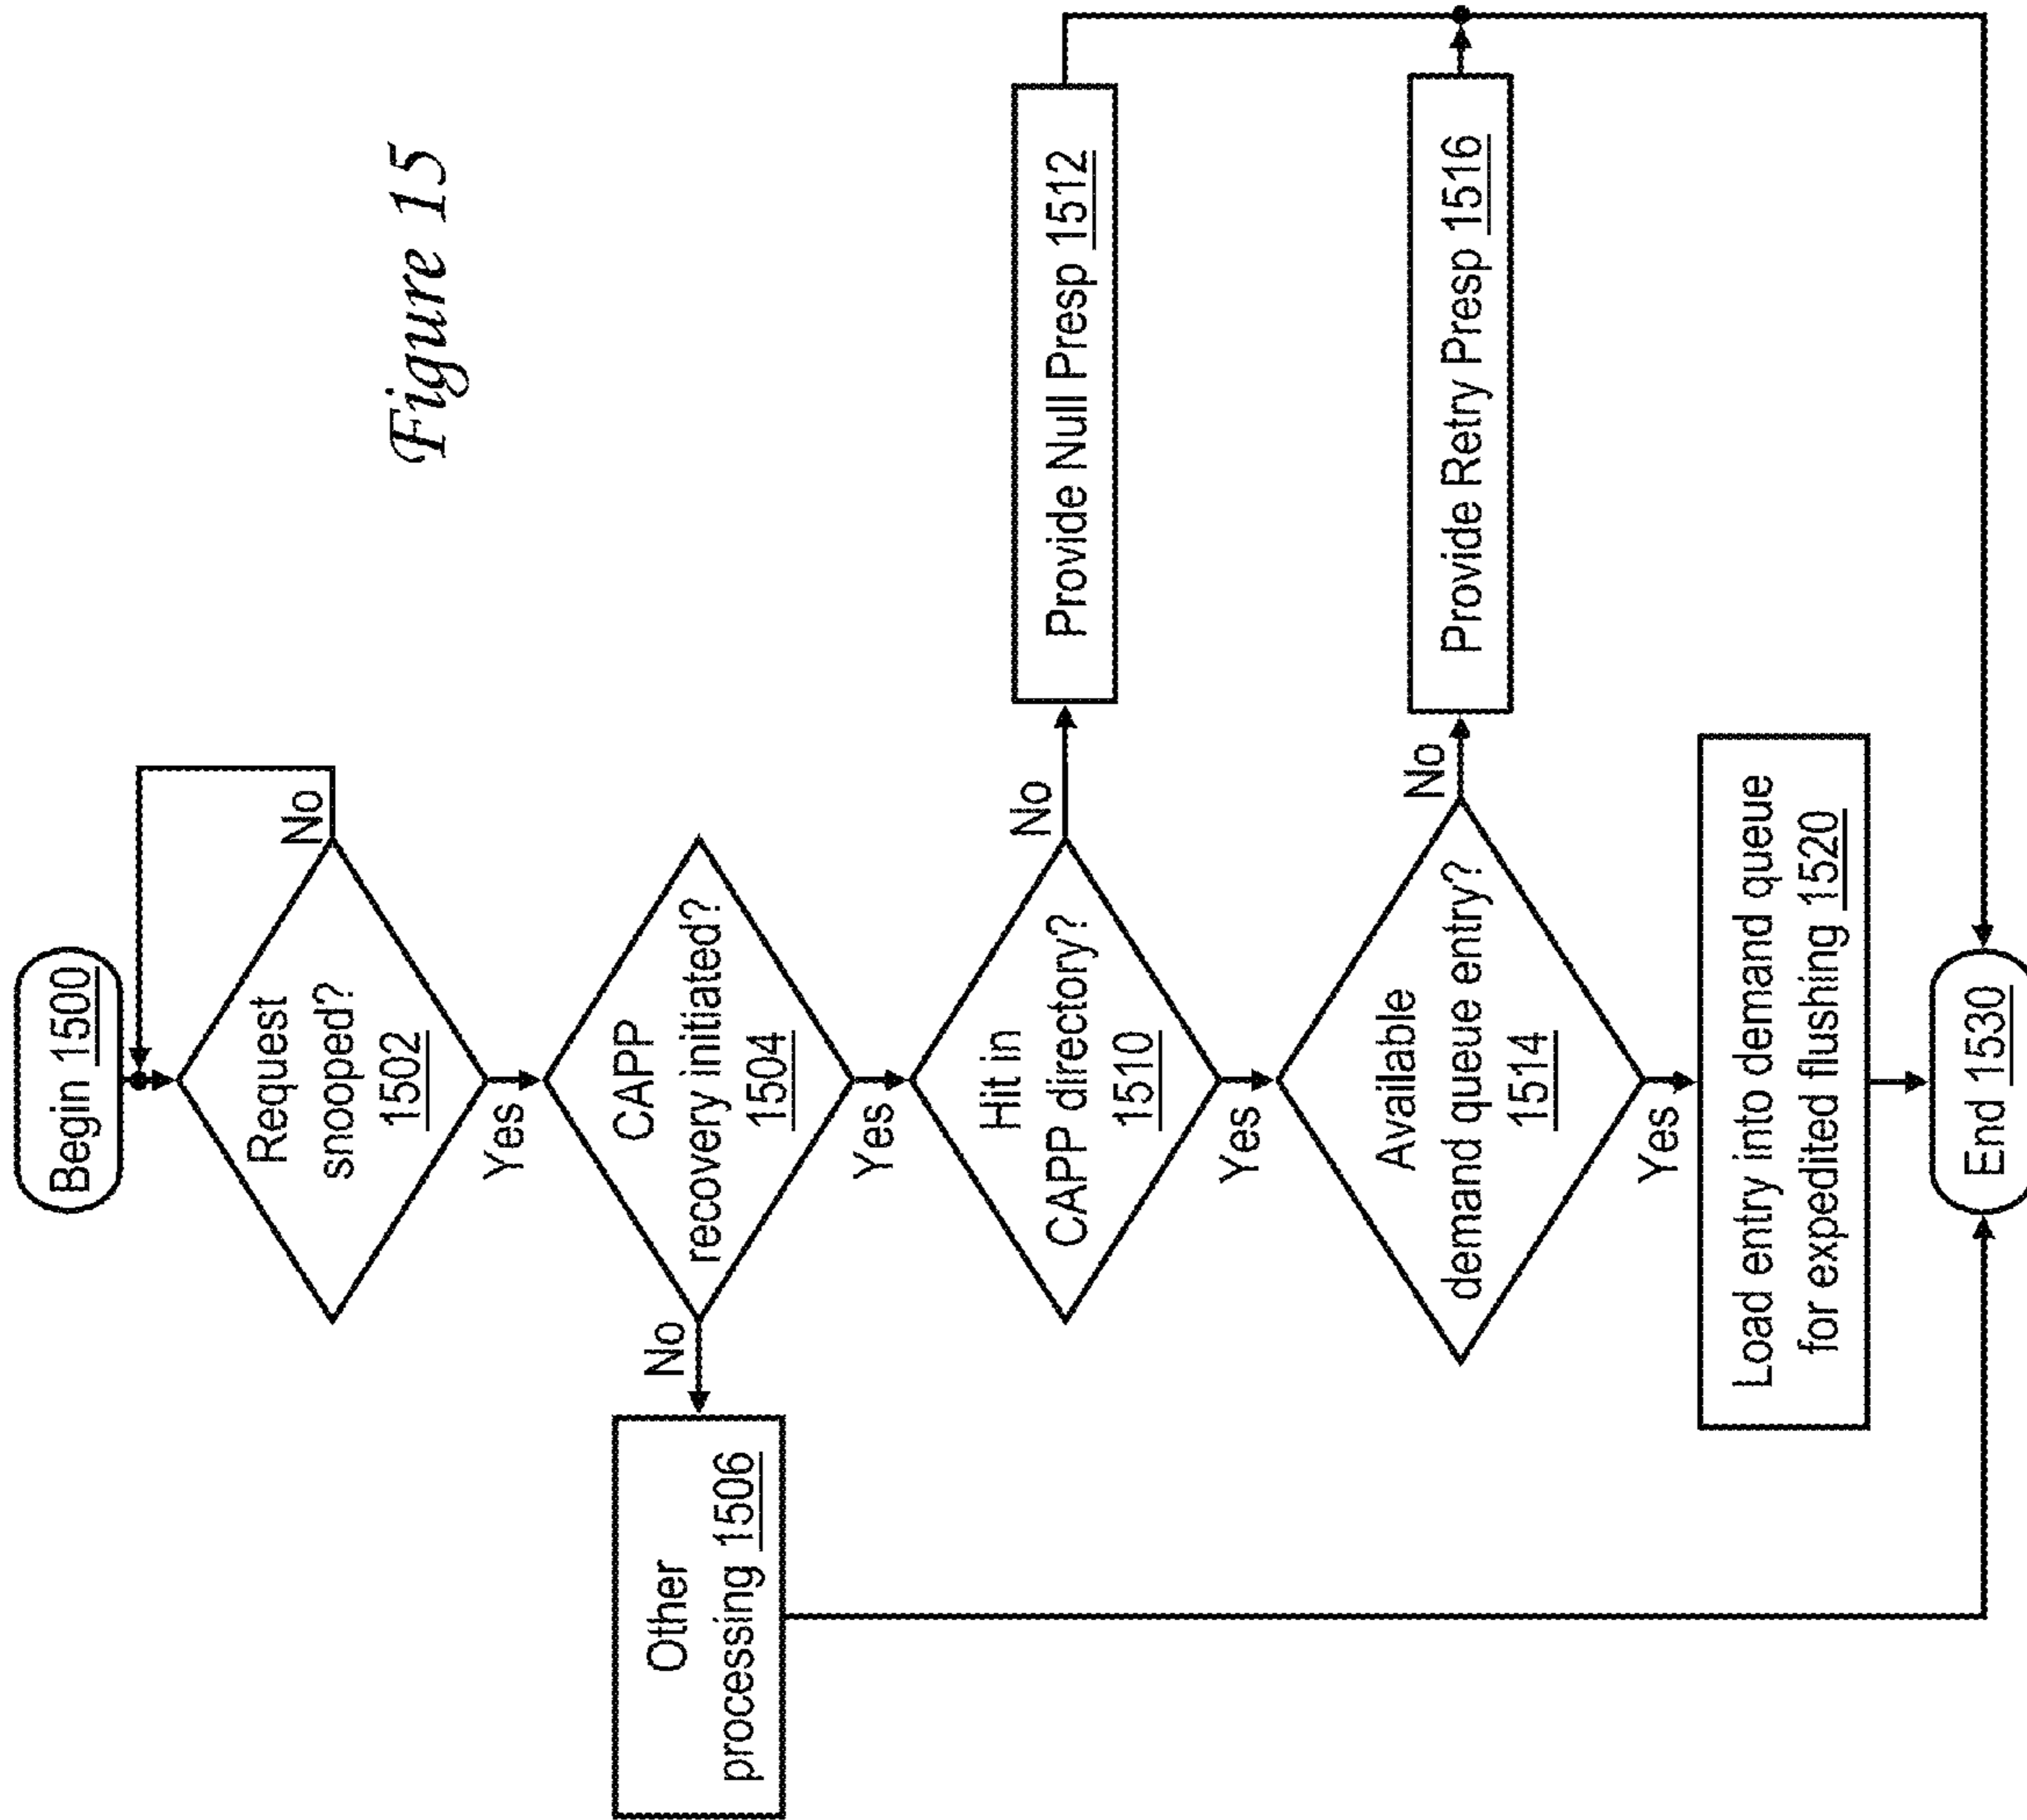 Figure 15
Begin 1500
Request
snooped?
1502
No
Yes
CAPP
recovery initiated?
1504
No
Other
processing 1506
Yes
Hit in
CAPP directory?
1510
No
Provide Null Presp 1512
Yes
Available
demand queue entry?
1514
No
Provide Retry Presp 1516
Yes
Load entry into demand queue
for expedited flushing 1520
End 1530